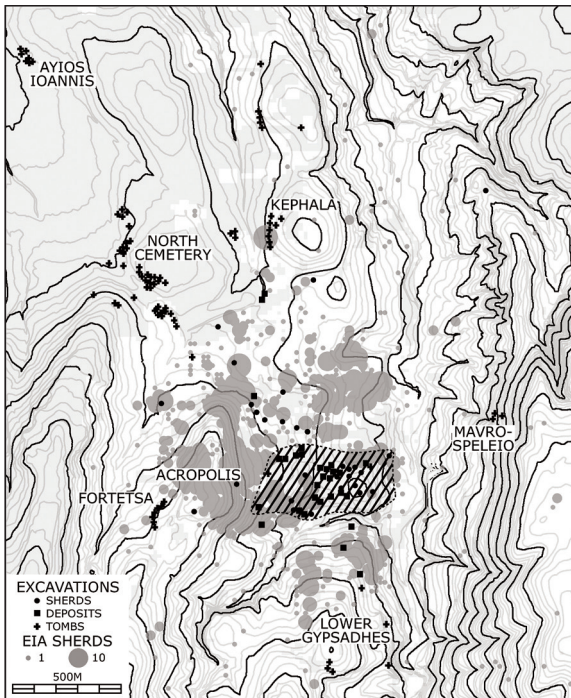 AYIOS
IOANNIS
KEPHALA
NORTH
CEMETERY
MAVRO-
SPELEIO
ACROPOLIS
FORTETSA
LOWER
GYPSADHES
EXCAVATIONS
SHERDS
DEPOSITS
TOMBS
EIA SHERDS
1 10
500M